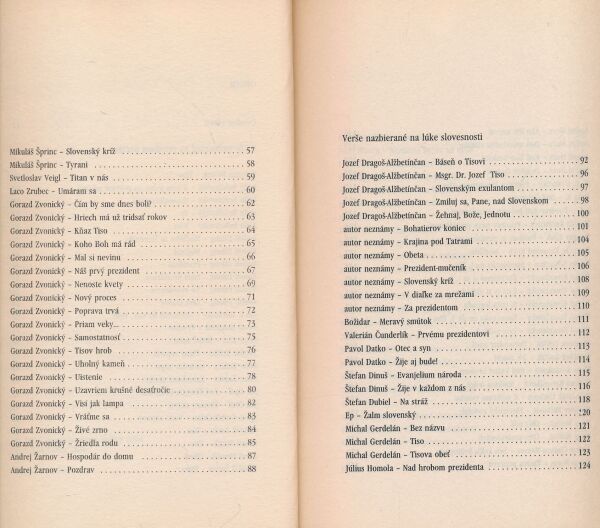 Mikuláš Šprinc – Slovenský kríž 57
Mikuláš Šprinc – Tyrani 58
Svetloslav Veigl – Titan v nás 59
Laco Zrubec – Umáram sa 60
Gorazd Zvonický – Čím by sme dnes boli? 62
Gorazd Zvonický – Hriech má už tridsať rokov 63
Gorazd Zvonický – Kňaz Tiso 64
Gorazd Zvonický – Koho Boh má rád 65
Gorazd Zvonický – Mal si nevinu 66
Gorazd Zvonický – Náš prvý prezident 67
Gorazd Zvonický – Nenoste kvety 69
Gorazd Zvonický – Nový proces 71
Gorazd Zvonický – Poprava trvá 72
Gorazd Zvonický – Priam veky... 73
Gorazd Zvonický – Samostatnosť 75
Gorazd Zvonický – Tisov hrob 76
Gorazd Zvonický – Uholný kameň 77
Gorazd Zvonický – Uistenie 78
Gorazd Zvonický – Uzavriem krušné desaťročie 80
Gorazd Zvonický – Visí jak lampa 82
Gorazd Zvonický – Vráťme sa 83
Gorazd Zvonický – Živé zrno 84
Gorazd Zvonický – Žriedla rodu 85
Andrej Žarnov – Hospodár do domu 87
Andrej Žarnov – Pozdrav 88
Verše nazbierané na lúke slovesnosti
Jozef Dragoš-Alžbetínčan – Báseň o Tisovi 92
Jozef Dragoš-Alžbetínčan – Msgr. Dr. Jozef Tiso 96
Jozef Dragoš-Alžbetínčan – Slovenským exulantom 97
Jozef Dragoš-Alžbetínčan – Zmiluj sa, Pane, nad Slovenskom 98
Jozef Dragoš-Alžbetínčan – Žehnaj, Bože, Jednotu 100
autor neznámy – Bohatierov koniec 101
autor neznámy – Krajina pod Tatrami 104
autor neznámy – Obeta 105
autor neznámy – Prezident-mučeník 106
autor neznámy – Slovenský kríž 108
autor neznámy – V diaľke za mrežami 109
autor neznámy – Za prezidentom 110
Božidar – Meravý smútok 111
Valerián Čunderlík – Prvému prezidentovi 112
Pavol Datko – Otec a syn 113
Pavol Datko – Žije aj bude! 114
Štefan Dinuš – Evanjelium národa 115
Štefan Dinuš – Žije v každom z nás 116
Štefan Dubiel – Na stráž 118
Ep – Žalm slovenský 120
Michal Gerdelán – Bez názvu 121
Michal Gerdelán – Tiso 122
Michal Gerdelán – Tisova obeť 123
Július Homola – Nad hrobom prezidenta 124